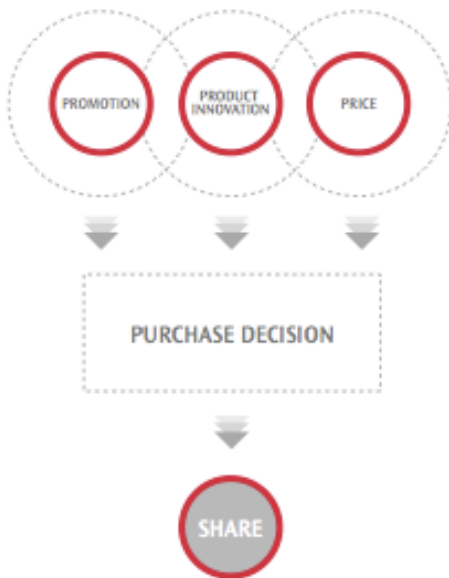 PROMOTION
PRODUCT
INNOVATION
PRICE
PURCHASE DECISION
SHARE